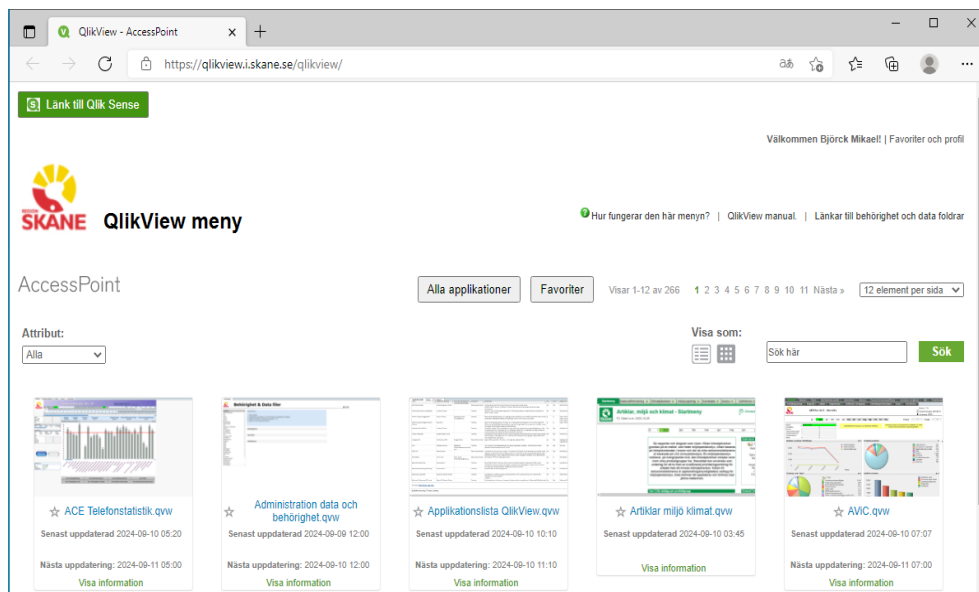 QlikView - AccessPoint
https://qlikview.i.skane.se/qlikview/
Länk till Qlik Sense
Välkommen Björck Mikael! | Favoriter och profil
REGION
SKÅNE
QlikView meny
Hur fungerar den här menyn? | QlikView manual. | Länkar till behörighet och data foldrar
AccessPoint
Alla applikationer
Favoriter
Visar 1-12 av 266 1 2 3 4 5 6 7 8 9 10 11 Nästa »
12 element per sida
Attribut:
Alla
Visa som:
Sök här
Sök
Behörighet & Data filer
Artiklar, miljö och klimat - Startmeny
ACE Telefonstatistik.qvw
Senast uppdaterad 2024-09-10 05:20
Nästa uppdatering: 2024-09-11 05:00
Visa information
Administration data och
behörighet.qvw
Senast uppdaterad 2024-09-09 12:00
Nästa uppdatering: 2024-09-10 12:00
Visa information
Applikationslista QlikView.qvw
Senast uppdaterad 2024-09-10 10:10
Nästa uppdatering: 2024-09-10 11:10
Visa information
Artiklar miljö klimat.qvw
Senast uppdaterad 2024-09-10 03:45
Visa information
AViC.qvw
Senast uppdaterad 2024-09-10 07:07
Nästa uppdatering: 2024-09-11 07:00
Visa information